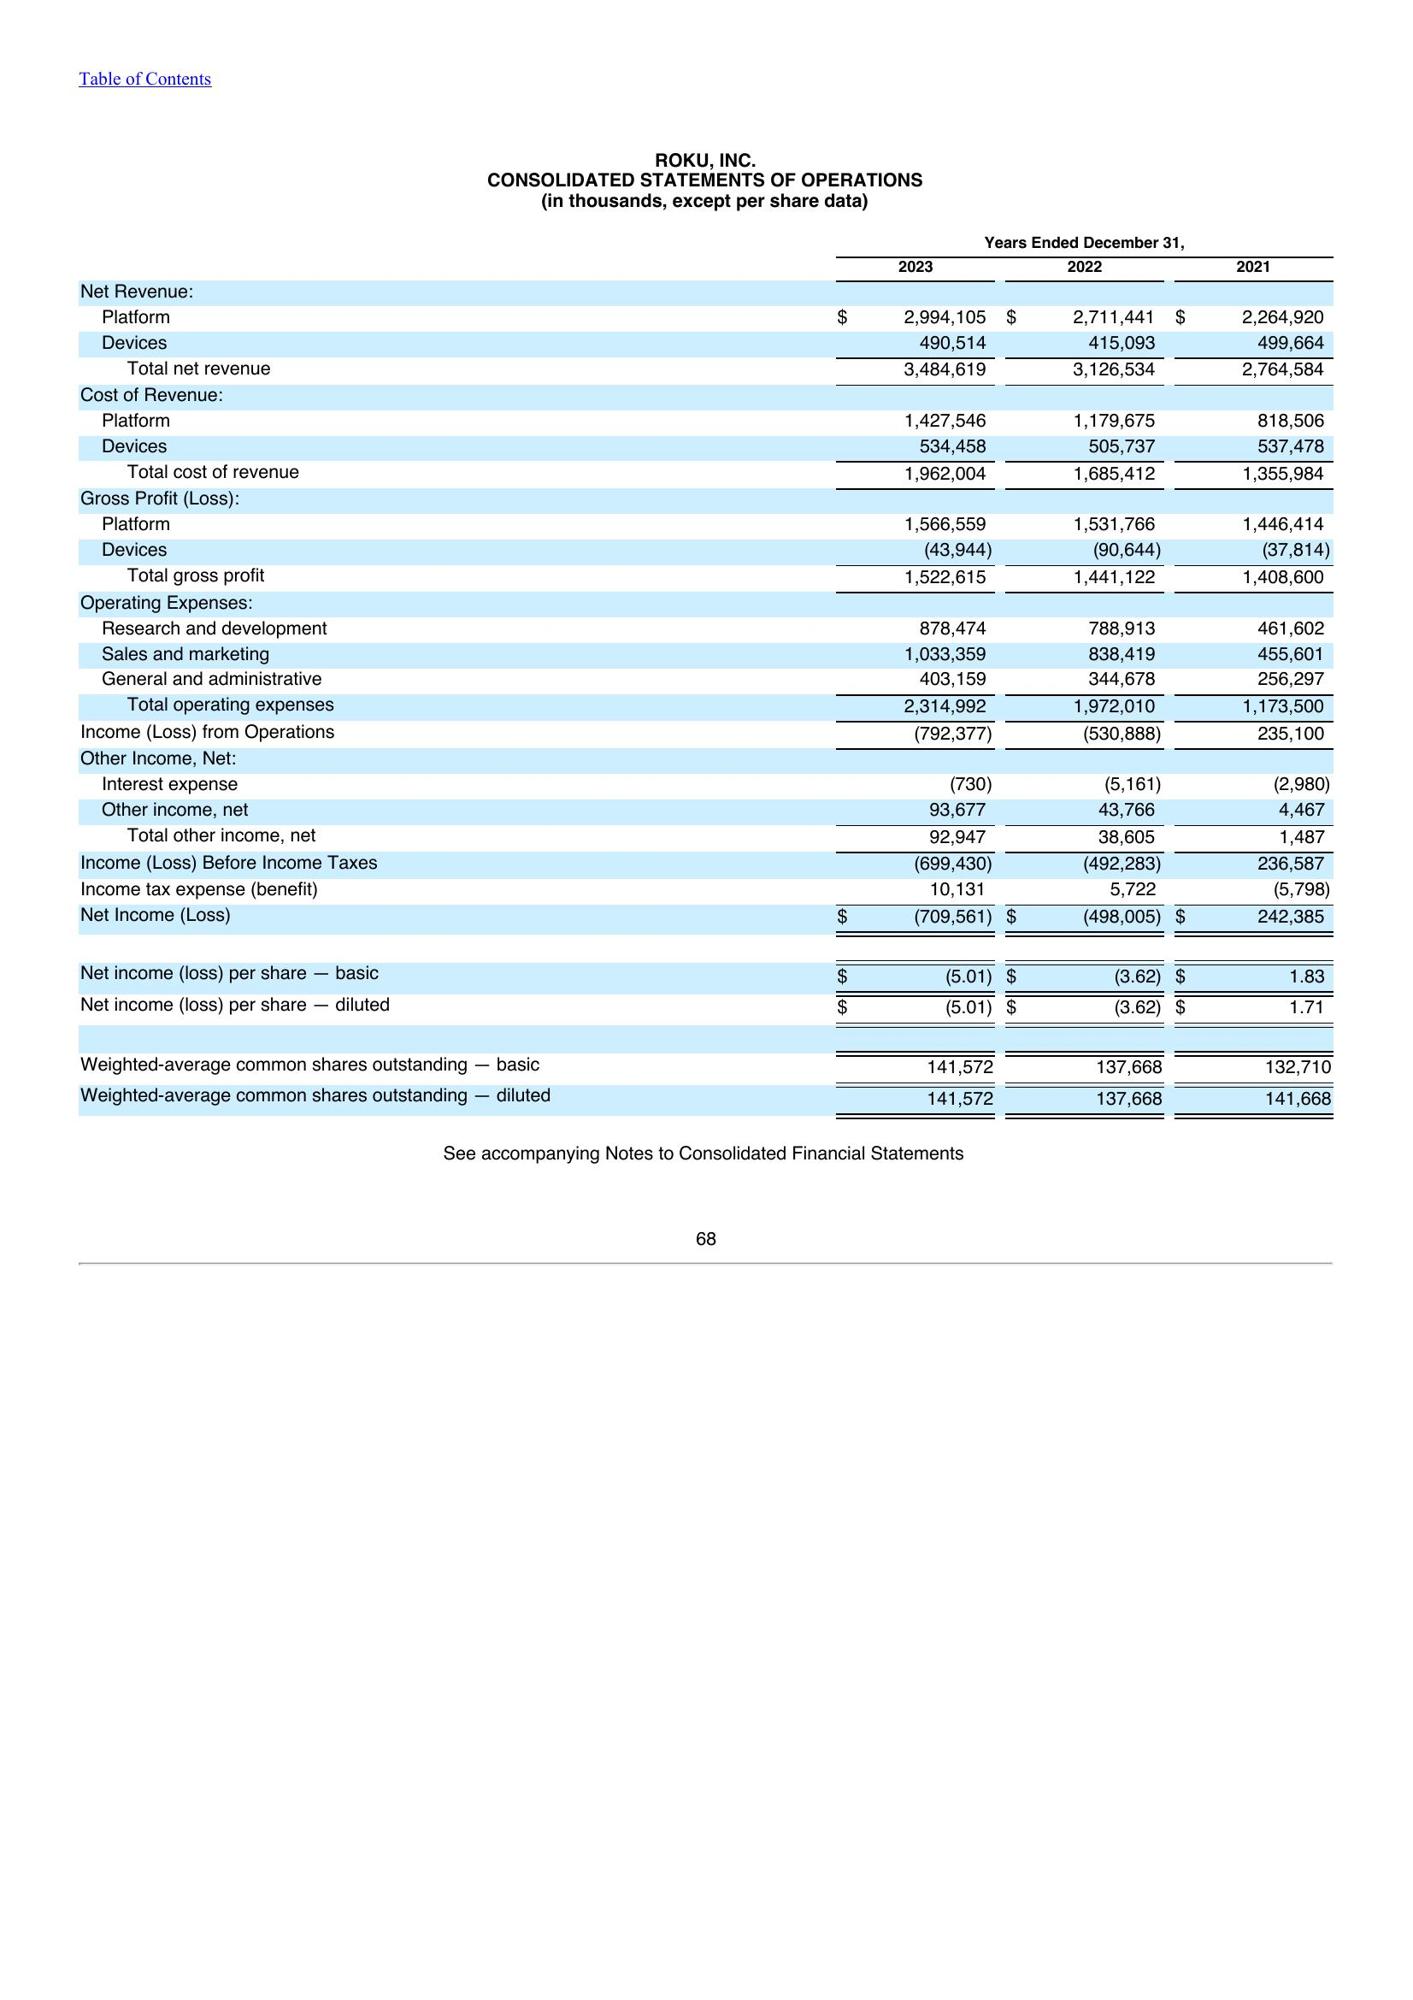 Table of Contents
ROKU, INC.
CONSOLIDATED STATEMENTS OF OPERATIONS
(in thousands, except per share data)
Years Ended December 31,
2023 2022 2021
Net Revenue:
Platform $ 2,994,105 $ 2,711,441 $ 2,264,920
Devices 490,514 415,093 499,664
Total net revenue 3,484,619 3,126,534 2,764,584
Cost of Revenue:
Platform 1,427,546 1,179,675 818,506
Devices 534,458 505,737 537,478
Total cost of revenue 1,962,004 1,685,412 1,355,984
Gross Profit (Loss):
Platform 1,566,559 1,531,766 1,446,414
Devices (43,944) (90,644) (37,814)
Total gross profit 1,522,615 1,441,122 1,408,600
Operating Expenses:
Research and development 878,474 788,913 461,602
Sales and marketing 1,033,359 838,419 455,601
General and administrative 403,159 344,678 256,297
Total operating expenses 2,314,992 1,972,010 1,173,500
Income (Loss) from Operations (792,377) (530,888) 235,100
Other Income, Net:
Interest expense (730) (5,161) (2,980)
Other income, net 93,677 43,766 4,467
Total other income, net 92,947 38,605 1,487
Income (Loss) Before Income Taxes (699,430) (492,283) 236,587
Income tax expense (benefit) 10,131 5,722 (5,798)
Net Income (Loss) $ (709,561) $ (498,005) $ 242,385
Net income (loss) per share — basic $ (5.01) $ (3.62) $ 1.83
Net income (loss) per share — diluted $ (5.01) $ (3.62) $ 1.71
Weighted-average common shares outstanding — basic 141,572 137,668 132,710
Weighted-average common shares outstanding — diluted 141,572 137,668 141,668
See accompanying Notes to Consolidated Financial Statements
68